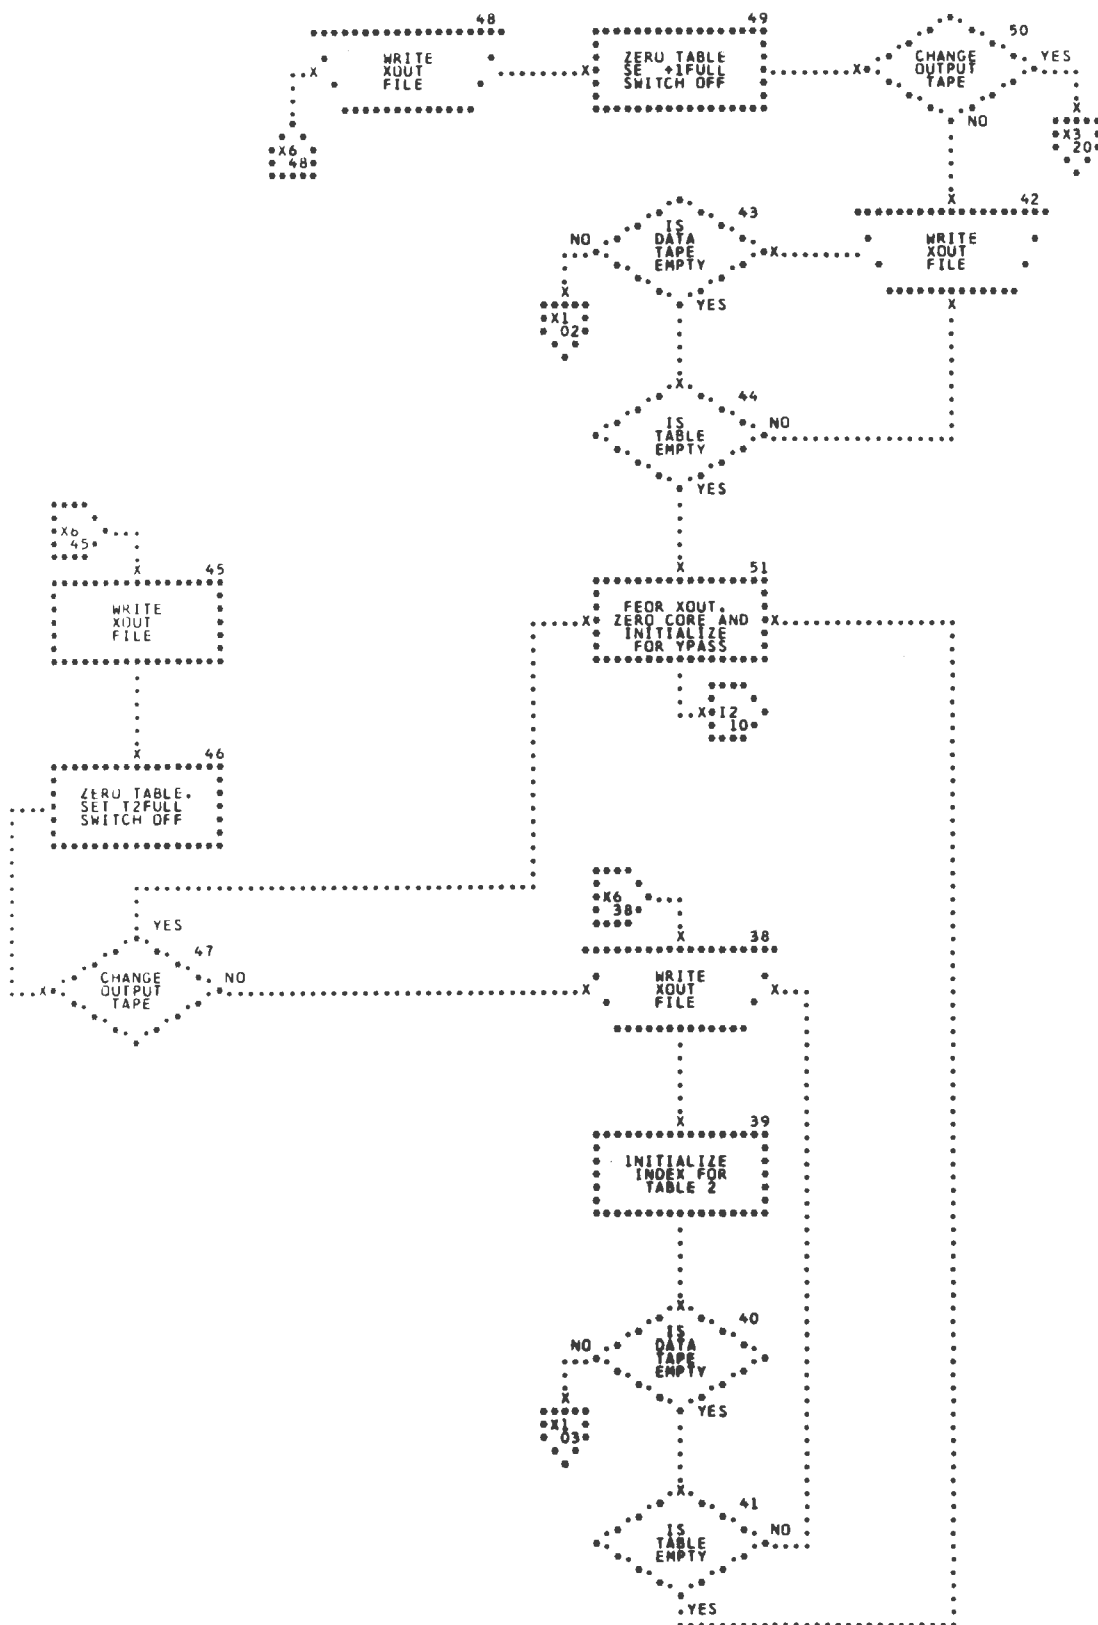 48
WRITE
XOUT
FILE
X6
48
49
ZERO TABLE
SE +1FULL
SWITCH OFF
50
CHANGE
OUTPUT
TAPE
YES
NO
X3
20
43
IS
DATA
TAPE
EMPTY
NO
YES
X1
02
42
WRITE
XOUT
FILE
44
IS
TABLE
EMPTY
NO
YES
X6
45
45
WRITE
XOUT
FILE
51
FEOR XOUT.
ZERO CORE AND
INITIALIZE
FOR YPASS
I2
10
46
ZERO TABLE.
SET T2FULL
SWITCH OFF
YES
47
CHANGE
OUTPUT
TAPE
NO
X6
38
38
WRITE
XOUT
FILE
39
INITIALIZE
INDEX FOR
TABLE 2
40
IS
DATA
TAPE
EMPTY
NO
YES
X1
03
41
IS
TABLE
EMPTY
NO
YES